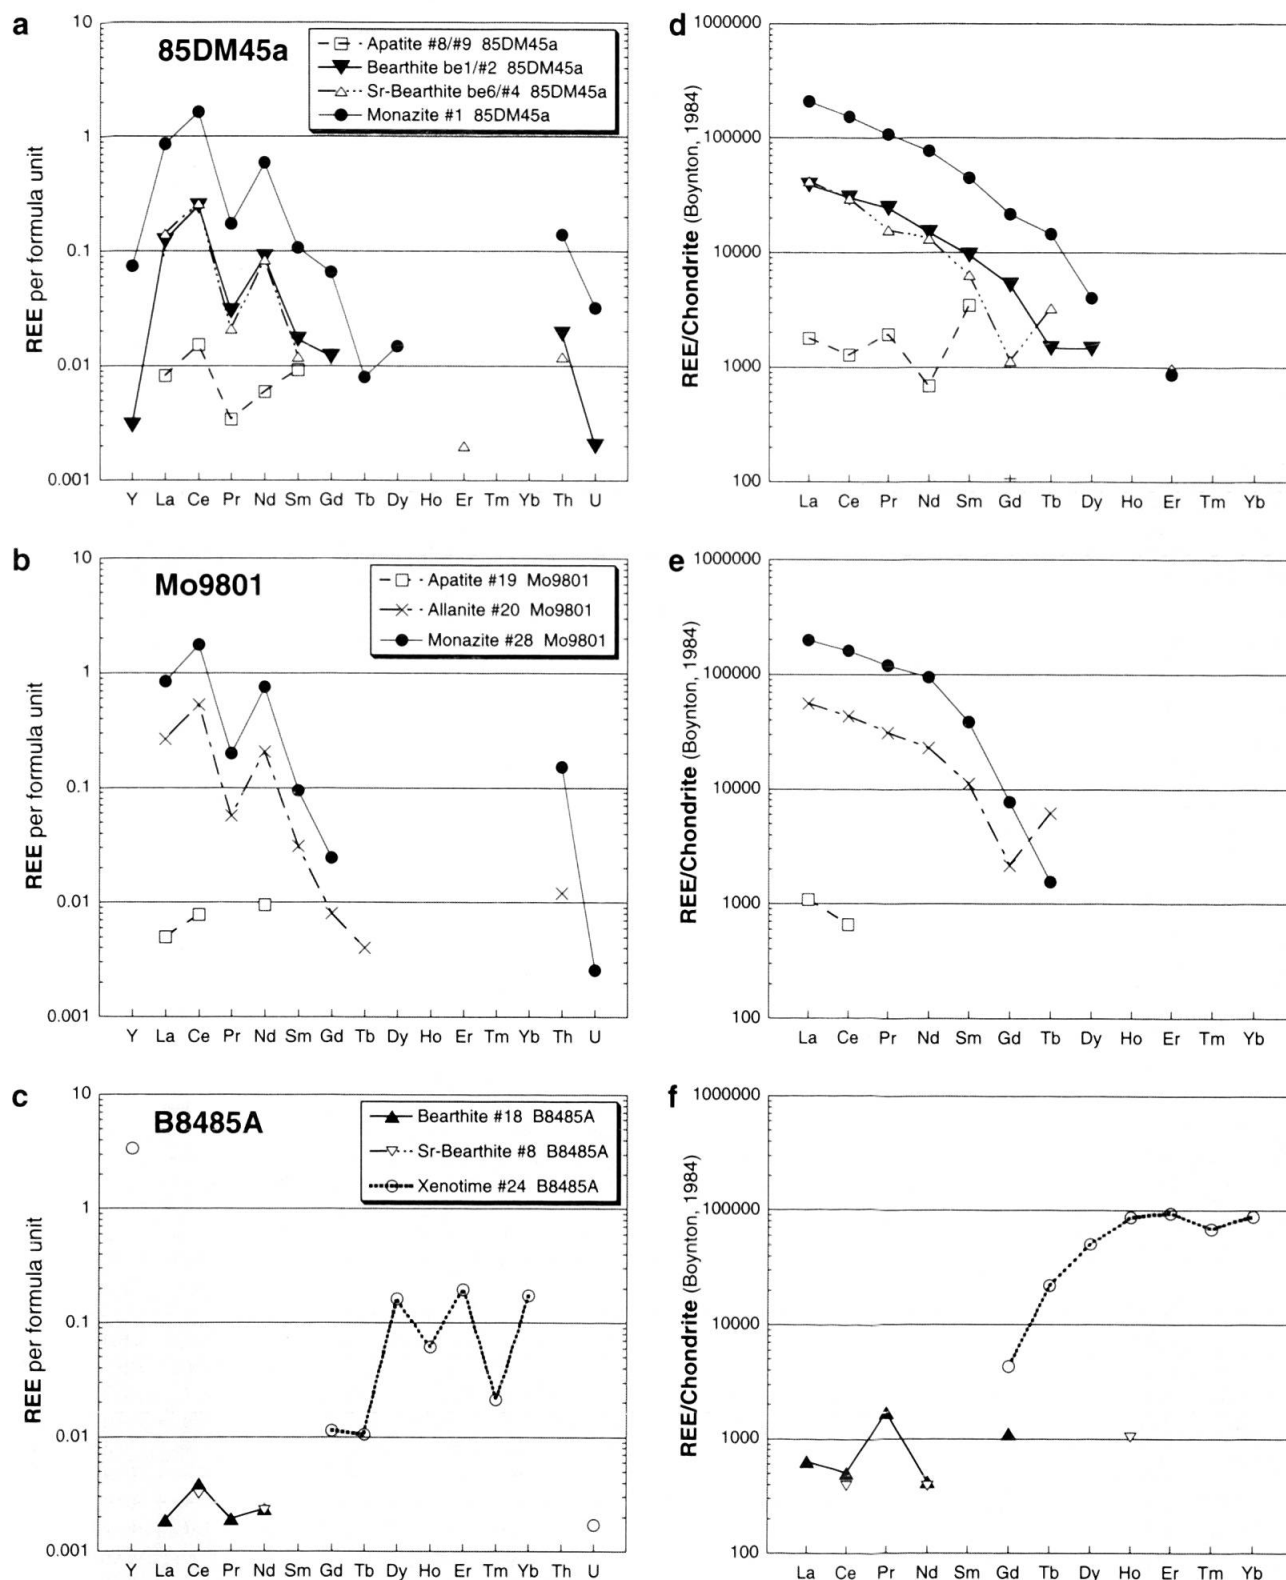 a
85DM45a
Apatite #8/#9 85DM45a
Bearthite be1/#2 85DM45a
Sr-Bearthite be6/#4 85DM45a
Monazite #1 85DM45a
REE per formula unit
10
1
0.1
0.01
0.001
Y La Ce Pr Nd Sm Gd Tb Dy Ho Er Tm Yb Th U
d
REE/Chondrite (Boynton, 1984)
1000000
100000
10000
1000
100
La Ce Pr Nd Sm Gd Tb Dy Ho Er Tm Yb
b
Mo9801
Apatite #19 Mo9801
Allanite #20 Mo9801
Monazite #28 Mo9801
REE per formula unit
10
1
0.1
0.01
0.001
Y La Ce Pr Nd Sm Gd Tb Dy Ho Er Tm Yb Th U
e
REE/Chondrite (Boynton, 1984)
1000000
100000
10000
1000
100
La Ce Pr Nd Sm Gd Tb Dy Ho Er Tm Yb
c
B8485A
Bearthite #18 B8485A
Sr-Bearthite #8 B8485A
Xenotime #24 B8485A
REE per formula unit
10
1
0.1
0.01
0.001
Y La Ce Pr Nd Sm Gd Tb Dy Ho Er Tm Yb Th U
f
REE/Chondrite (Boynton, 1984)
1000000
100000
10000
1000
100
La Ce Pr Nd Sm Gd Tb Dy Ho Er Tm Yb